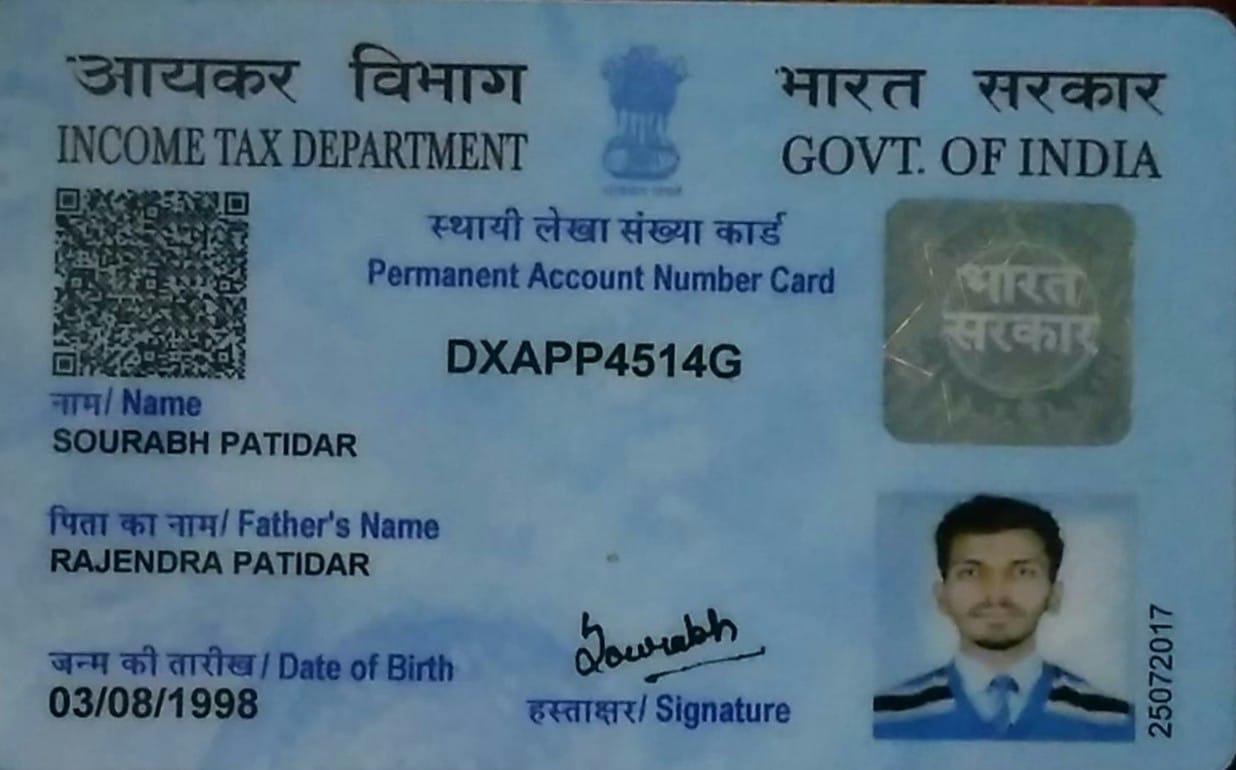 आयकर विभाग
INCOME TAX DEPARTMENT
भारत सरकार
GOVT. OF INDIA
स्थायी लेखा संख्या कार्ड
Permanent Account Number Card
DXAPP4514G
भारत
सरकार
नाम/ Name
SOURABH PATIDAR
पिता का नाम/ Father's Name
RAJENDRA PATIDAR
जन्म की तारीख/ Date of Birth
03/08/1998
Sourabh
हस्ताक्षर/ Signature
25072017